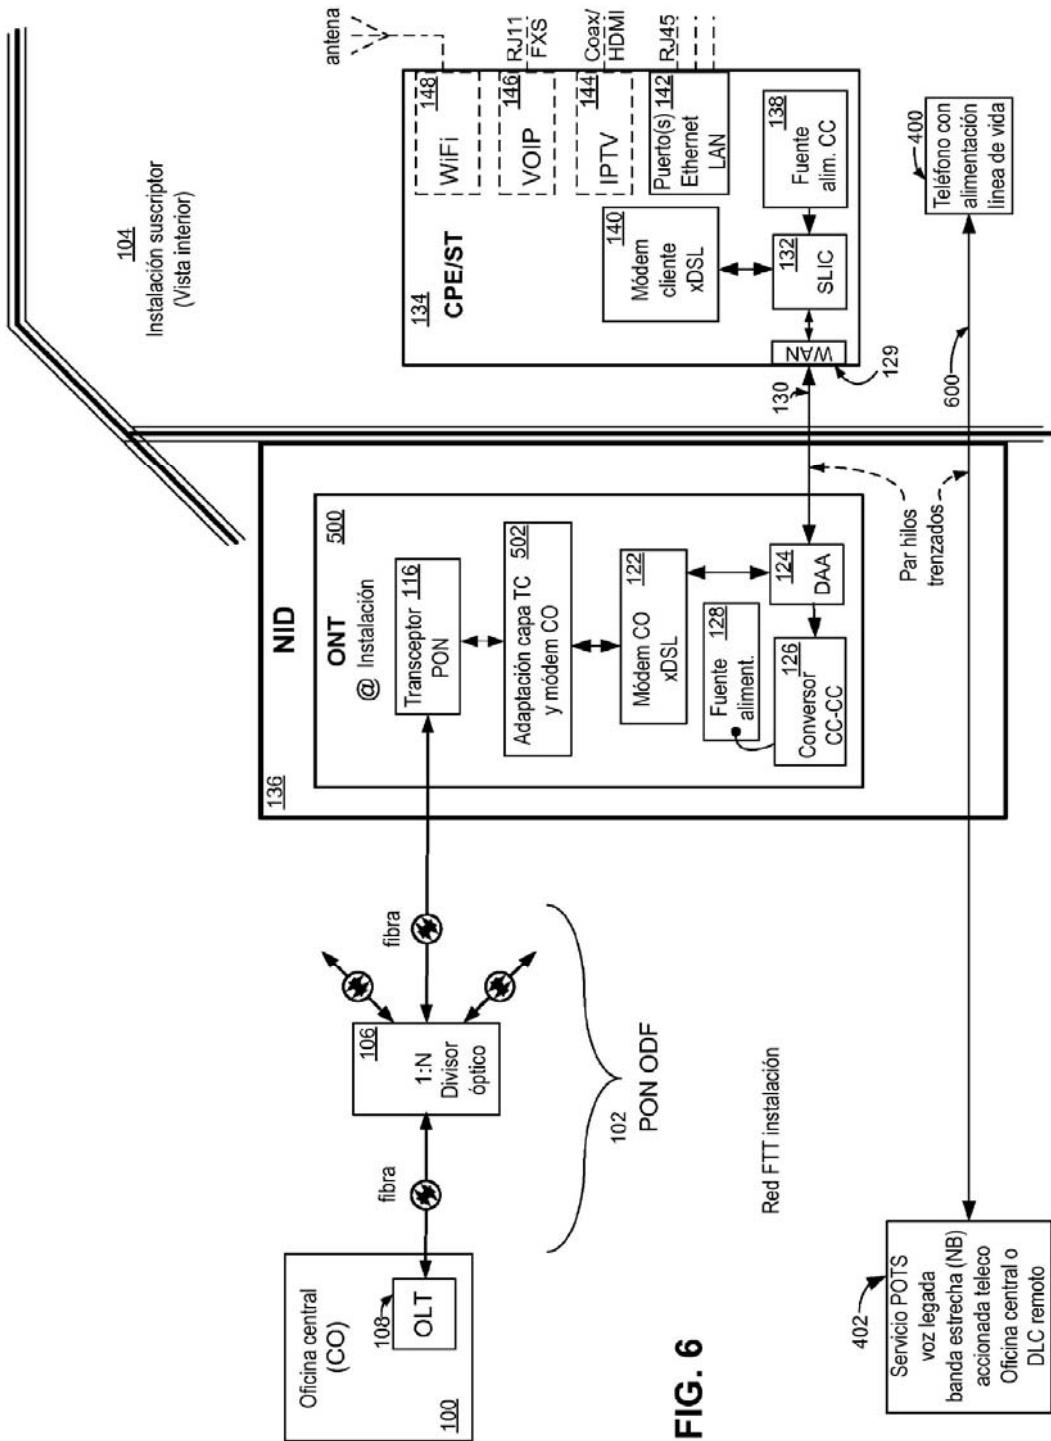 104
Instalación suscriptor
(Vista interior)
antena
134
CPE/ST
148
WiFi
146
VOIP
RJ11
FXS
144
IPTV
Coax/
HDMI
142
Puerto(s)
Ethernet
LAN
RJ45
140
Módem
cliente
xDSL
138
Fuente
alim. CC
132
SLIC
WAN
129
130
400
Teléfono con
alimentación
línea de vida
600
136
NID
500
ONT
@ Instalación
116
Transceptor
PON
502
Adaptación capa TC
y módem CO
122
Módem CO
xDSL
128
Fuente
aliment.
124
DAA
126
Conversor
CC-CC
Par hilos
trenzados
fibra
106
1:N
Divisor
óptico
fibra
102
PON ODF
Oficina central
(CO)
108
OLT
100
Red FTT instalación
402
Servicio POTS
voz legada
banda estrecha (NB)
accionada teleco
Oficina central o
DLC remoto
FIG. 6